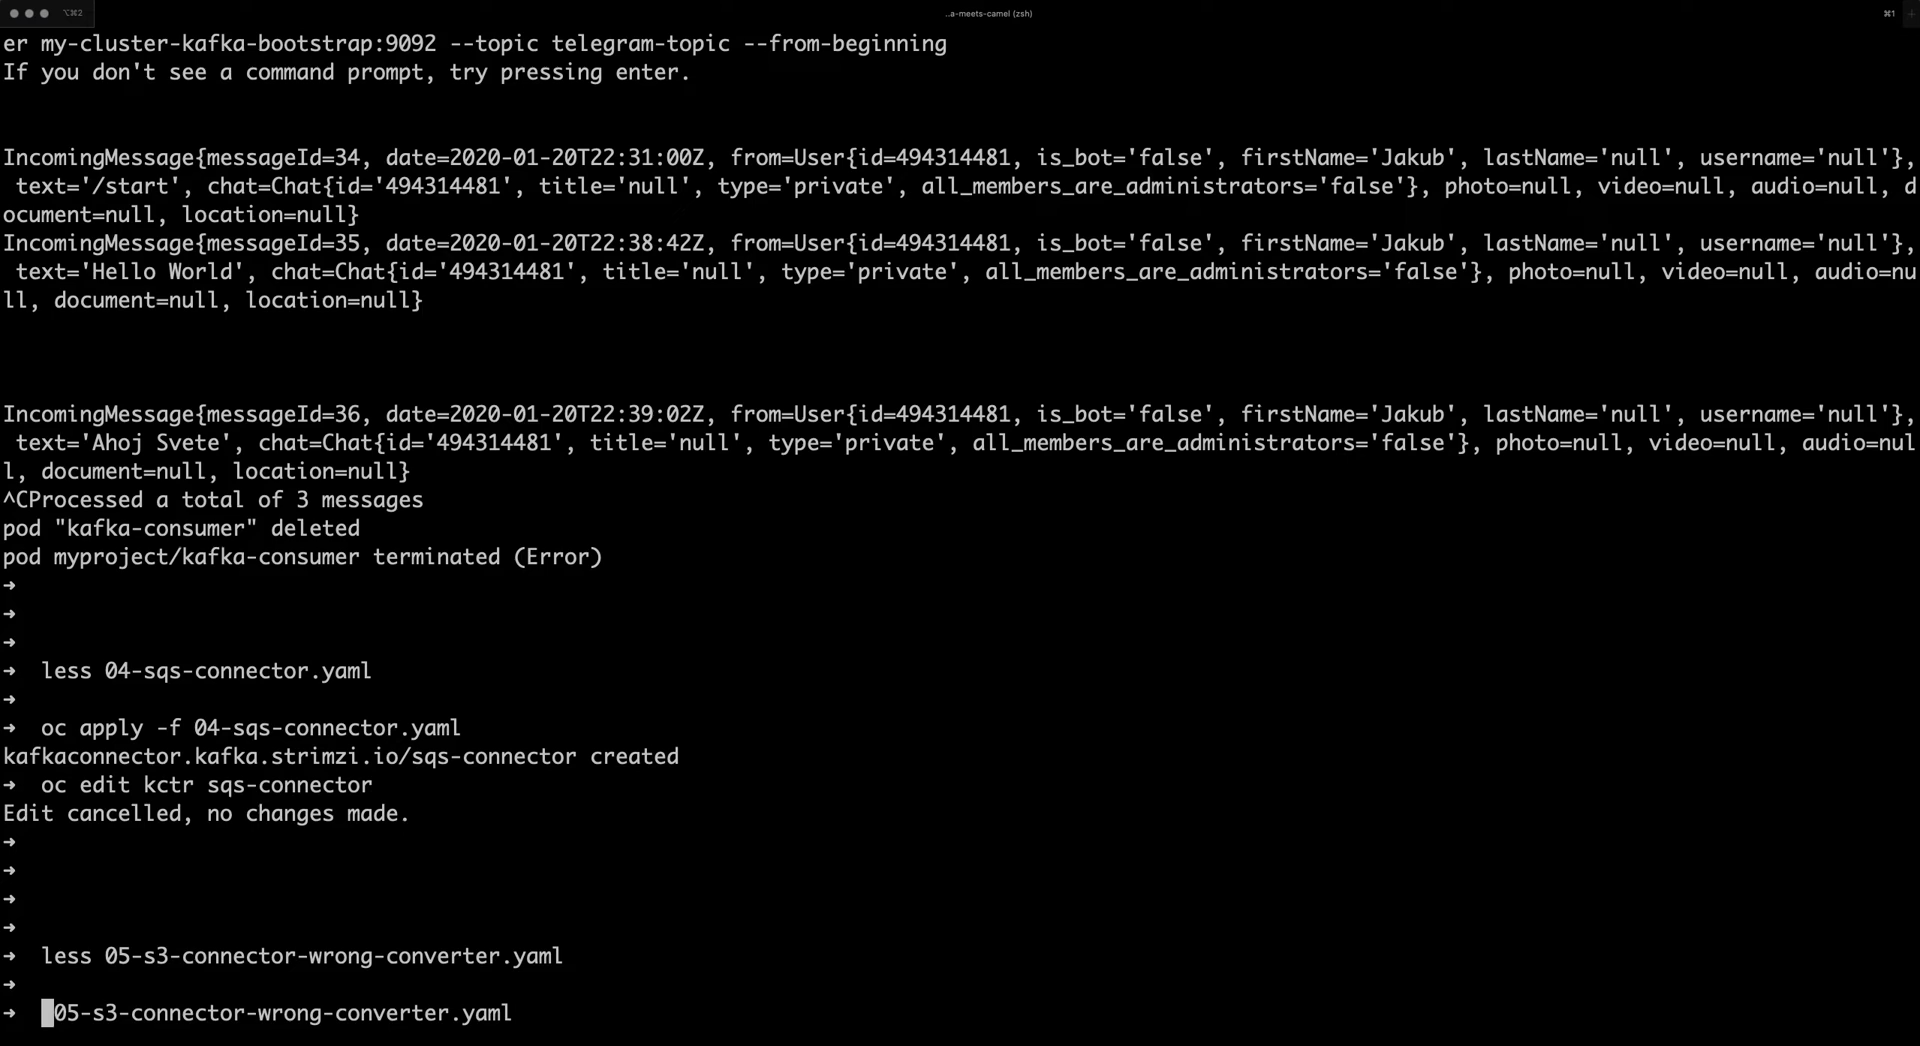 ⌥⌘2
..a-meets-camel (zsh)
⌘1
+
er my-cluster-kafka-bootstrap:9092 --topic telegram-topic --from-beginning
If you don't see a command prompt, try pressing enter.
IncomingMessage{messageId=34, date=2020-01-20T22:31:00Z, from=User{id=494314481, is_bot='false', firstName='Jakub', lastName='null', username='null'},
 text='/start', chat=Chat{id='494314481', title='null', type='private', all_members_are_administrators='false'}, photo=null, video=null, audio=null, d
ocument=null, location=null}
IncomingMessage{messageId=35, date=2020-01-20T22:38:42Z, from=User{id=494314481, is_bot='false', firstName='Jakub', lastName='null', username='null'},
 text='Hello World', chat=Chat{id='494314481', title='null', type='private', all_members_are_administrators='false'}, photo=null, video=null, audio=nu
ll, document=null, location=null}
IncomingMessage{messageId=36, date=2020-01-20T22:39:02Z, from=User{id=494314481, is_bot='false', firstName='Jakub', lastName='null', username='null'},
 text='Ahoj Svete', chat=Chat{id='494314481', title='null', type='private', all_members_are_administrators='false'}, photo=null, video=null, audio=nul
l, document=null, location=null}
^CProcessed a total of 3 messages
pod "kafka-consumer" deleted
pod myproject/kafka-consumer terminated (Error)
➜
➜
➜
➜  less 04-sqs-connector.yaml
➜
➜  oc apply -f 04-sqs-connector.yaml
kafkaconnector.kafka.strimzi.io/sqs-connector created
➜  oc edit kctr sqs-connector
Edit cancelled, no changes made.
➜
➜
➜
➜
➜  less 05-s3-connector-wrong-converter.yaml
➜
➜  05-s3-connector-wrong-converter.yaml